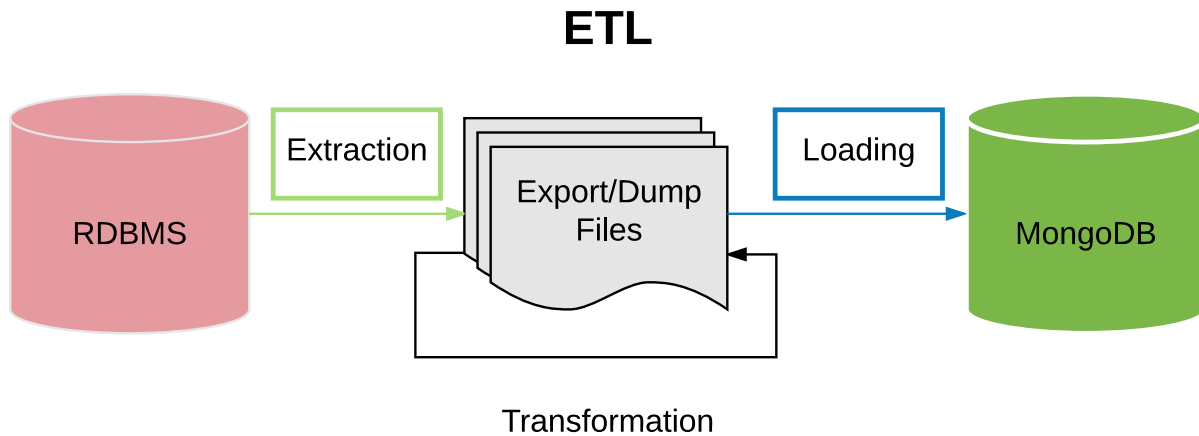 ETL
Extraction
Loading
Export/Dump
Files
RDBMS
MongoDB
Transformation